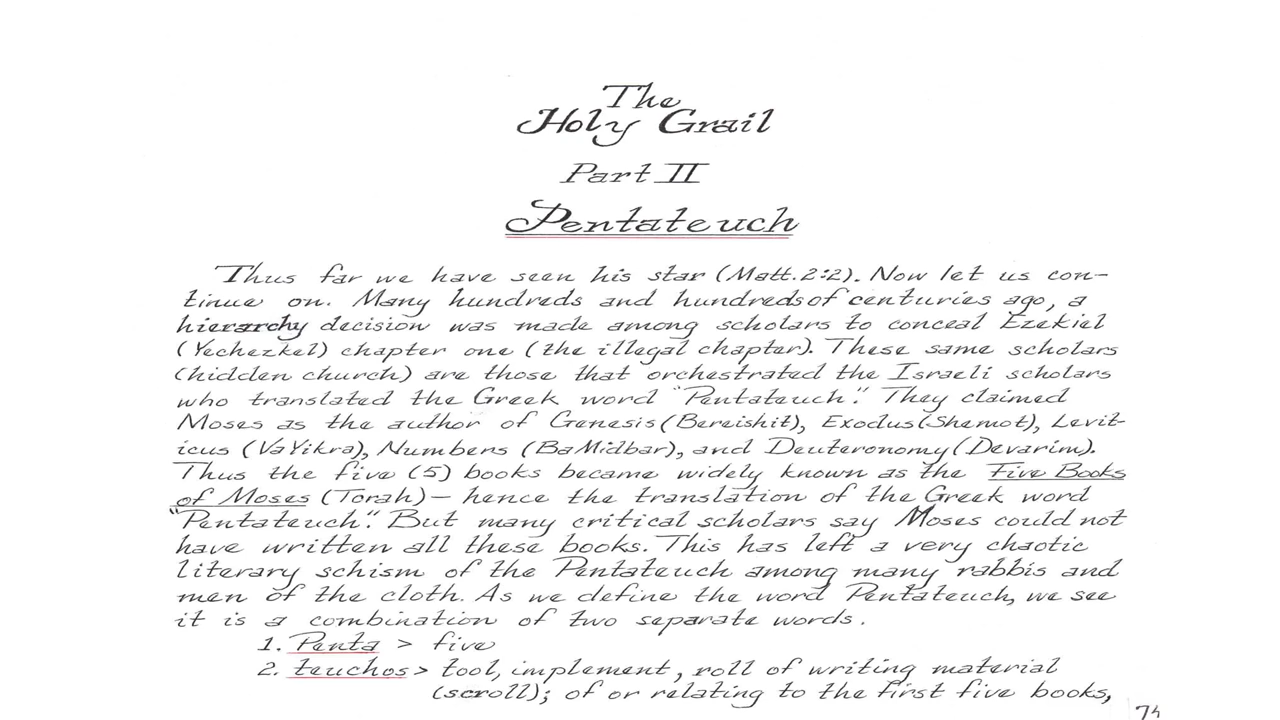 The
Holy Grail
Part II
Pentateuch
Thus far we have seen his star (Matt. 2:2). Now let us con-
tinue on. Many hundreds and hundreds of centuries ago, a
hierarchy decision was made among scholars to conceal Ezekiel
(Yechezkel) chapter one (the illegal chapter). These same scholars
(hidden church) are those that orchestrated the Israeli scholars
who translated the Greek word "Pentateuch." They claimed
Moses as the author of Genesis (Bereishit), Exodus (Shemot), Levit-
icus (VaYikra), Numbers (BaMidbar), and Deuteronomy (Devarim).
Thus the five (5) books became widely known as the Five Books
of Moses (Torah) — hence the translation of the Greek word
"Pentateuch." But many critical scholars say Moses could not
have written all these books. This has left a very chaotic
literary schism of the Pentateuch among many rabbis and
men of the cloth. As we define the word Pentateuch, we see
it is a combination of two separate words.
1. Penta > five
2. teuchos > tool, implement, roll of writing material
(scroll); of or relating to the first five books,